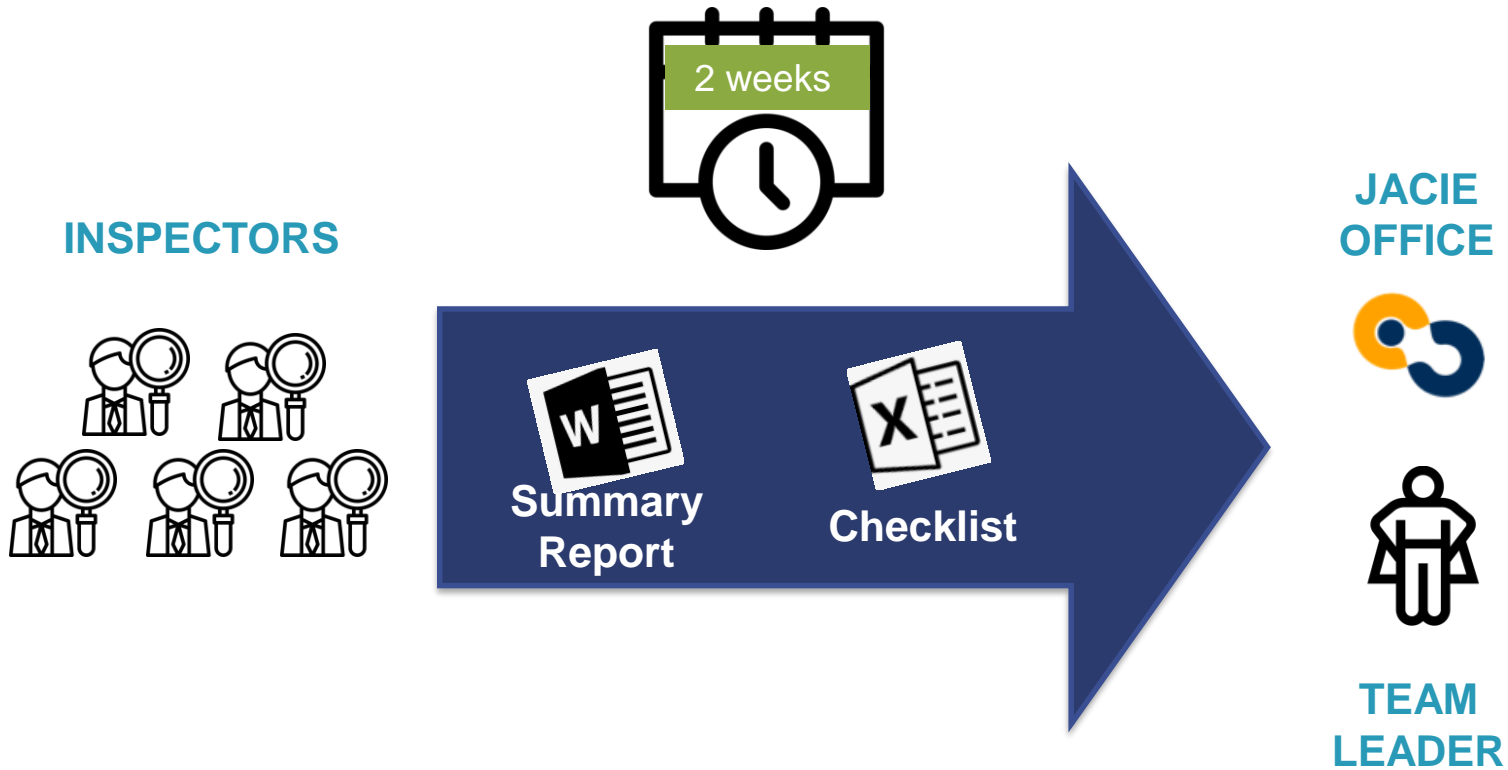 2 weeks
INSPECTORS
W
Summary
Report
X
Checklist
JACIE
OFFICE
TEAM
LEADER